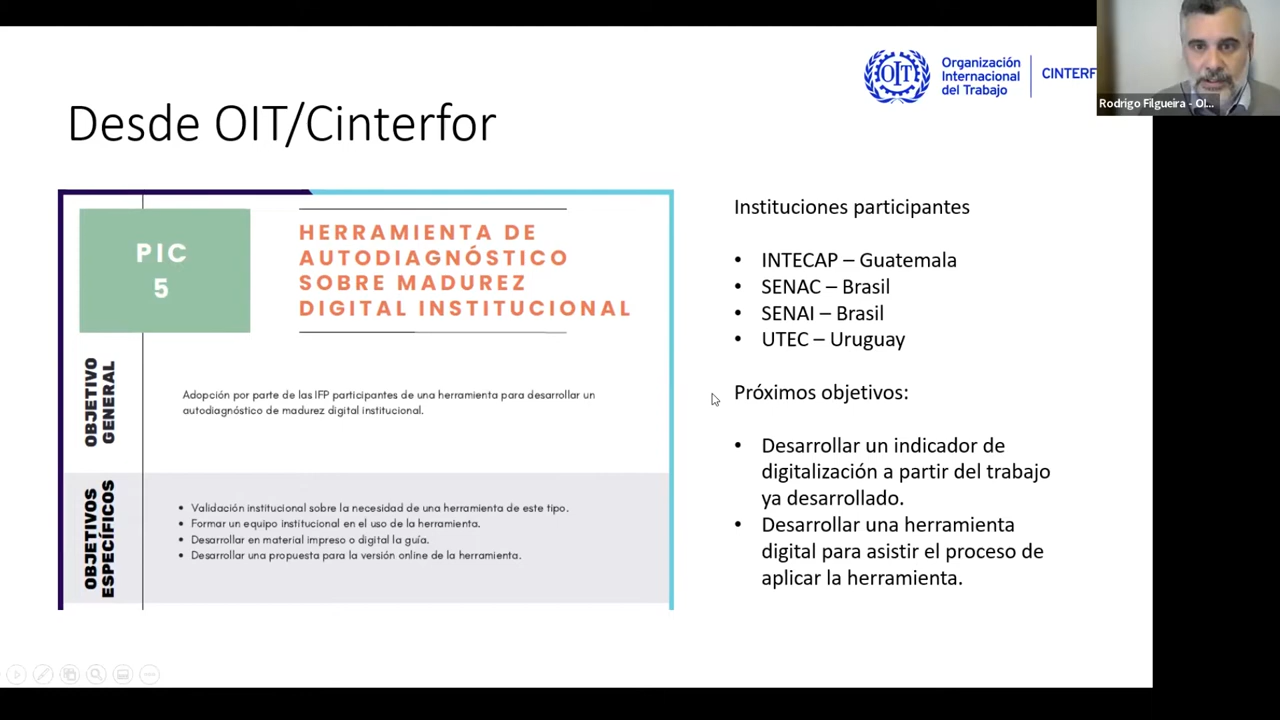 Organización
Internacional
del Trabajo
CINTERF
Rodrigo Filgueira - OI...
Desde OIT/Cinterfor
OIT
PIC
5
HERRAMIENTA DE
AUTODIAGNÓSTICO
SOBRE MADUREZ
DIGITAL INSTITUCIONAL
OBJETIVO
GENERAL
Adopción por parte de las IFP participantes de una herramienta para desarrollar un
autodiagnóstico de madurez digital institucional.
OBJETIVOS
ESPECÍFICOS
• Validación institucional sobre la necesidad de una herramienta de este tipo.
• Formar un equipo institucional en el uso de la herramienta.
• Desarrollar en material impreso o digital la guía.
• Desarrollar una propuesta para la versión online de la herramienta.
Instituciones participantes
• INTECAP – Guatemala
• SENAC – Brasil
• SENAI – Brasil
• UTEC – Uruguay
Próximos objetivos:
• Desarrollar un indicador de
digitalización a partir del trabajo
ya desarrollado.
• Desarrollar una herramienta
digital para asistir el proceso de
aplicar la herramienta.